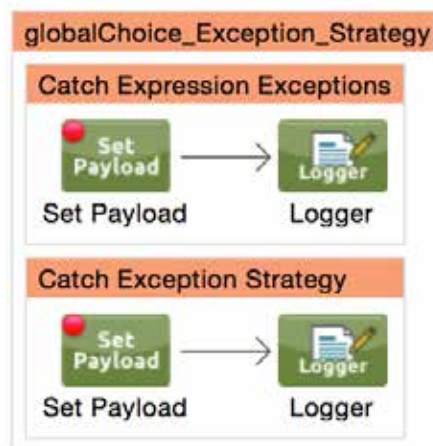 globalChoice_Exception_Strategy
Catch Expression Exceptions
Set
Payload
Logger
Set Payload
Logger
Catch Exception Strategy
Set
Payload
Logger
Set Payload
Logger